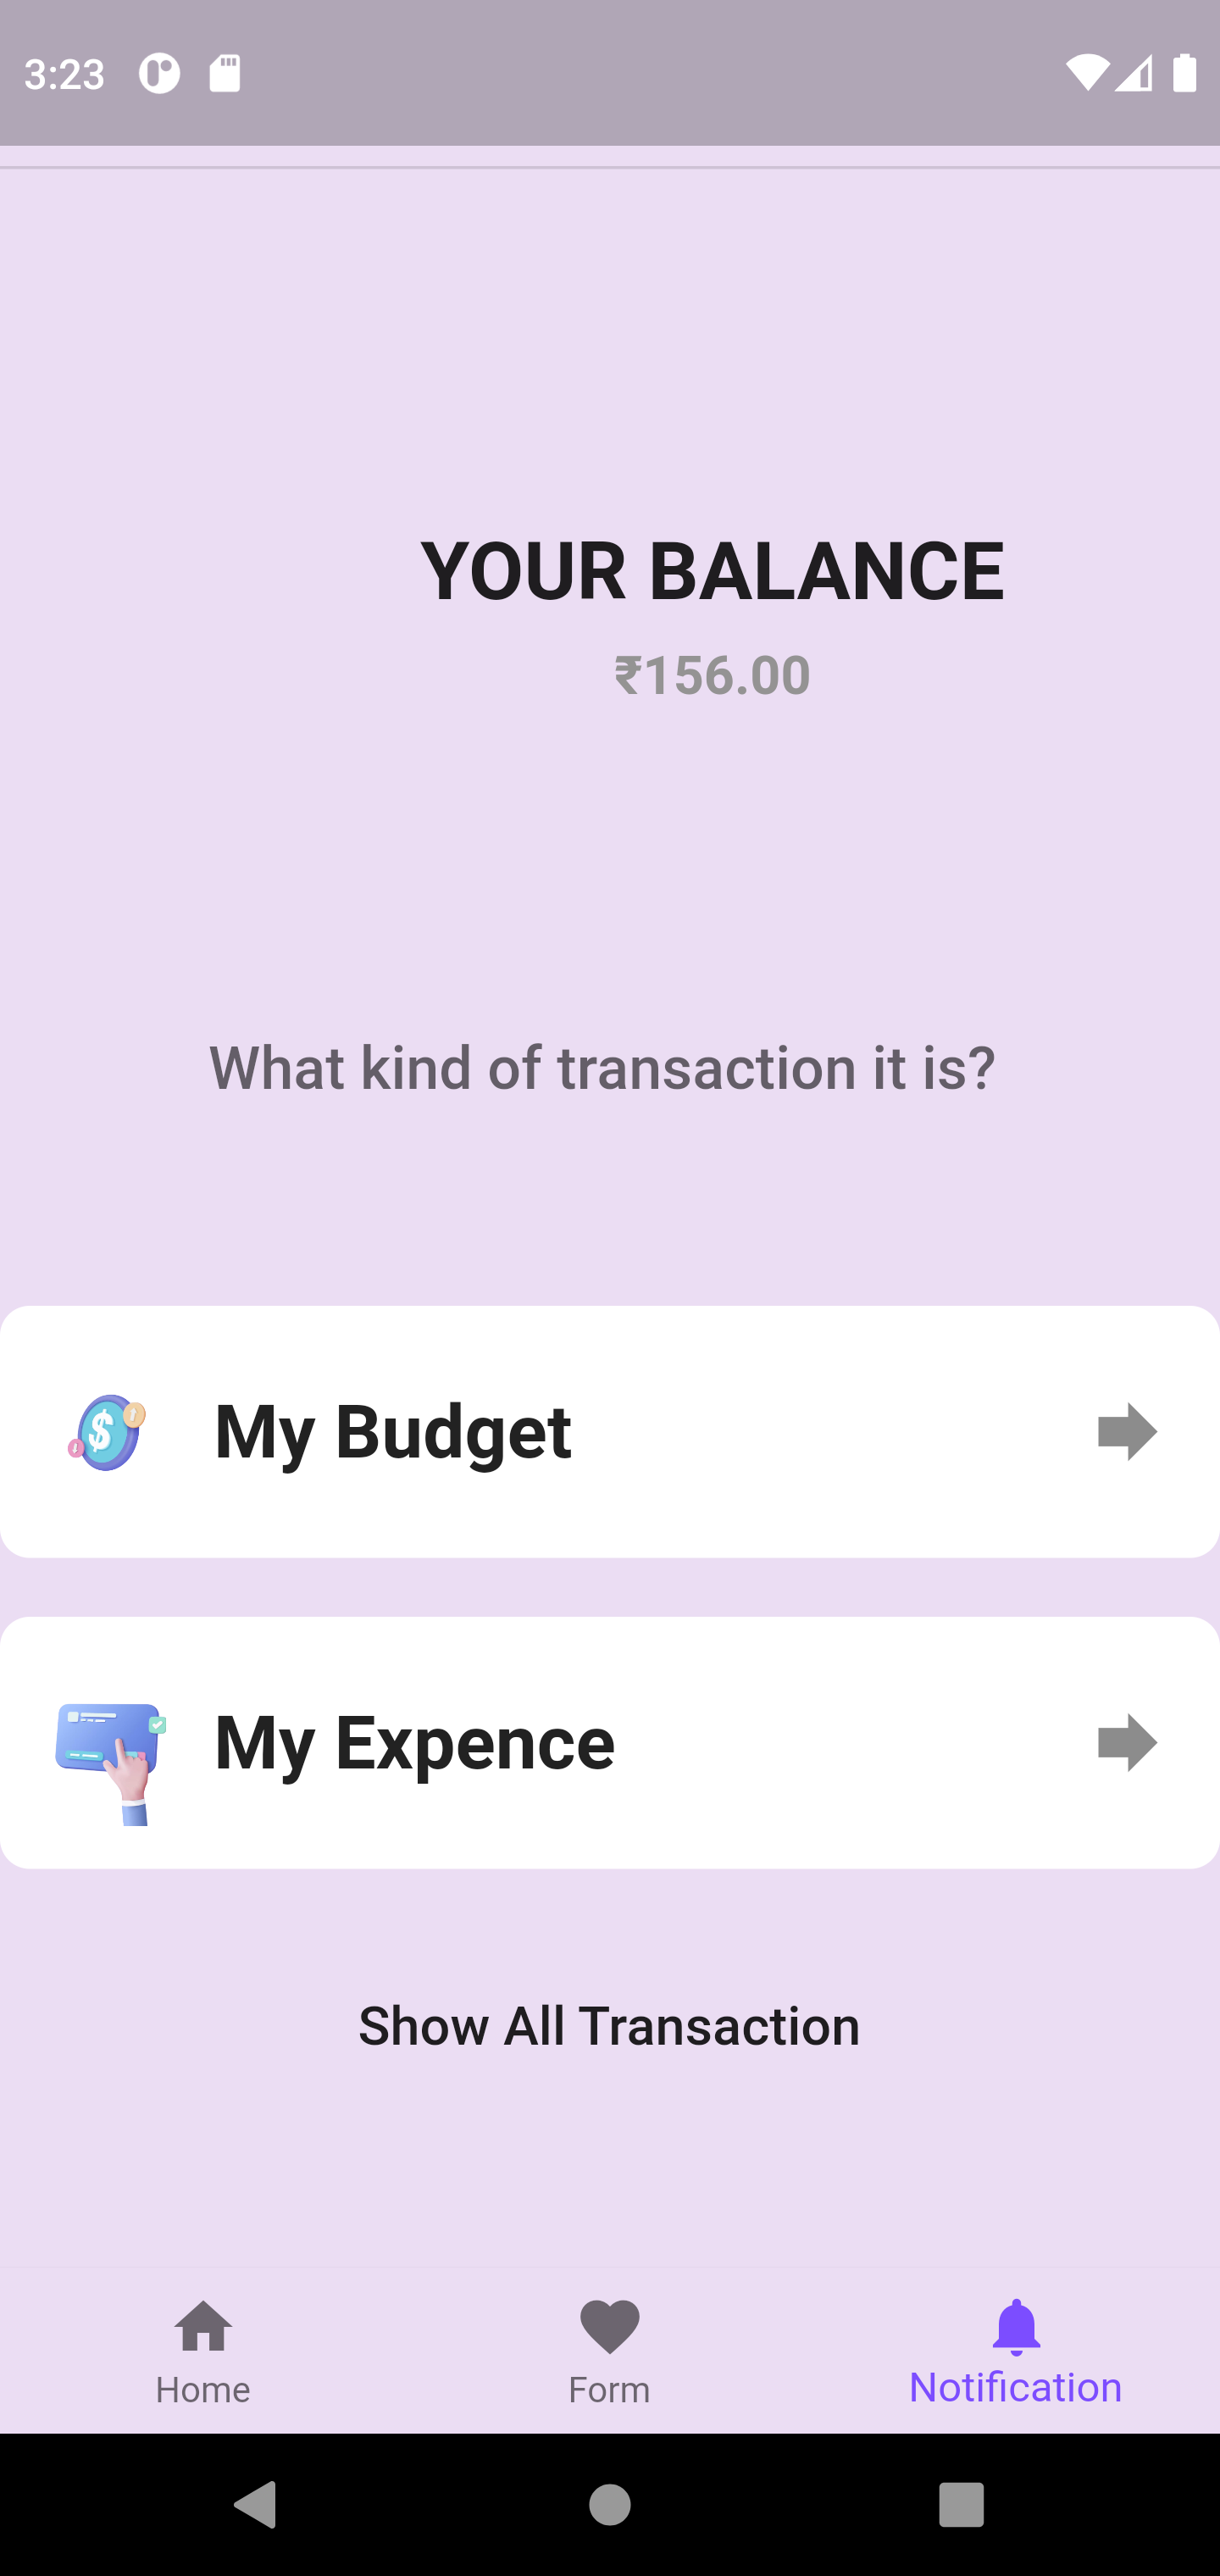 3:23
YOUR BALANCE
₹156.00
What kind of transaction it is?
My Budget
My Expence
Show All Transaction
Home
Form
Notification